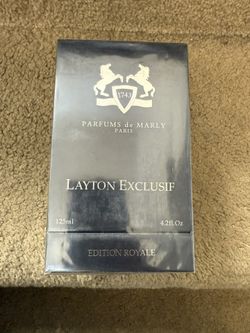 1743
PARFUMS de MARLY
PARIS
LAYTON EXCLUSIF
125ml 4.2fl.Oz
EDITION ROYALE